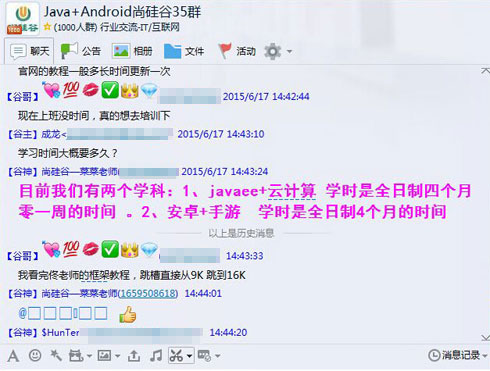 Java+Android尚硅谷35群
(1000人群) 行业交流-IT/互联网
聊天 公告 相册 文件 活动
官网的教程一般多长时间更新一次
【谷哥】 2015/6/17 14:42:44
现在上班没时间，真的想去培训下
【谷主】成龙< 2015/6/17 14:43:10
学习时间大概要多久？
【谷神】尚硅谷—菜菜老师( 2015/6/17 14:43:24
目前我们有两个学科：1、javaee+云计算 学时是全日制四个月
零一周的时间 。2、安卓+手游 学时是全日制4个月的时间
以上是历史消息
【谷哥】 14:43:33
我看完佟老师的框架教程，跳槽直接从9K 跳到16K
【谷神】尚硅谷—菜菜老师(1659508618) 14:44:01
@
【谷神】$HunTer 14:44:20
消息记录